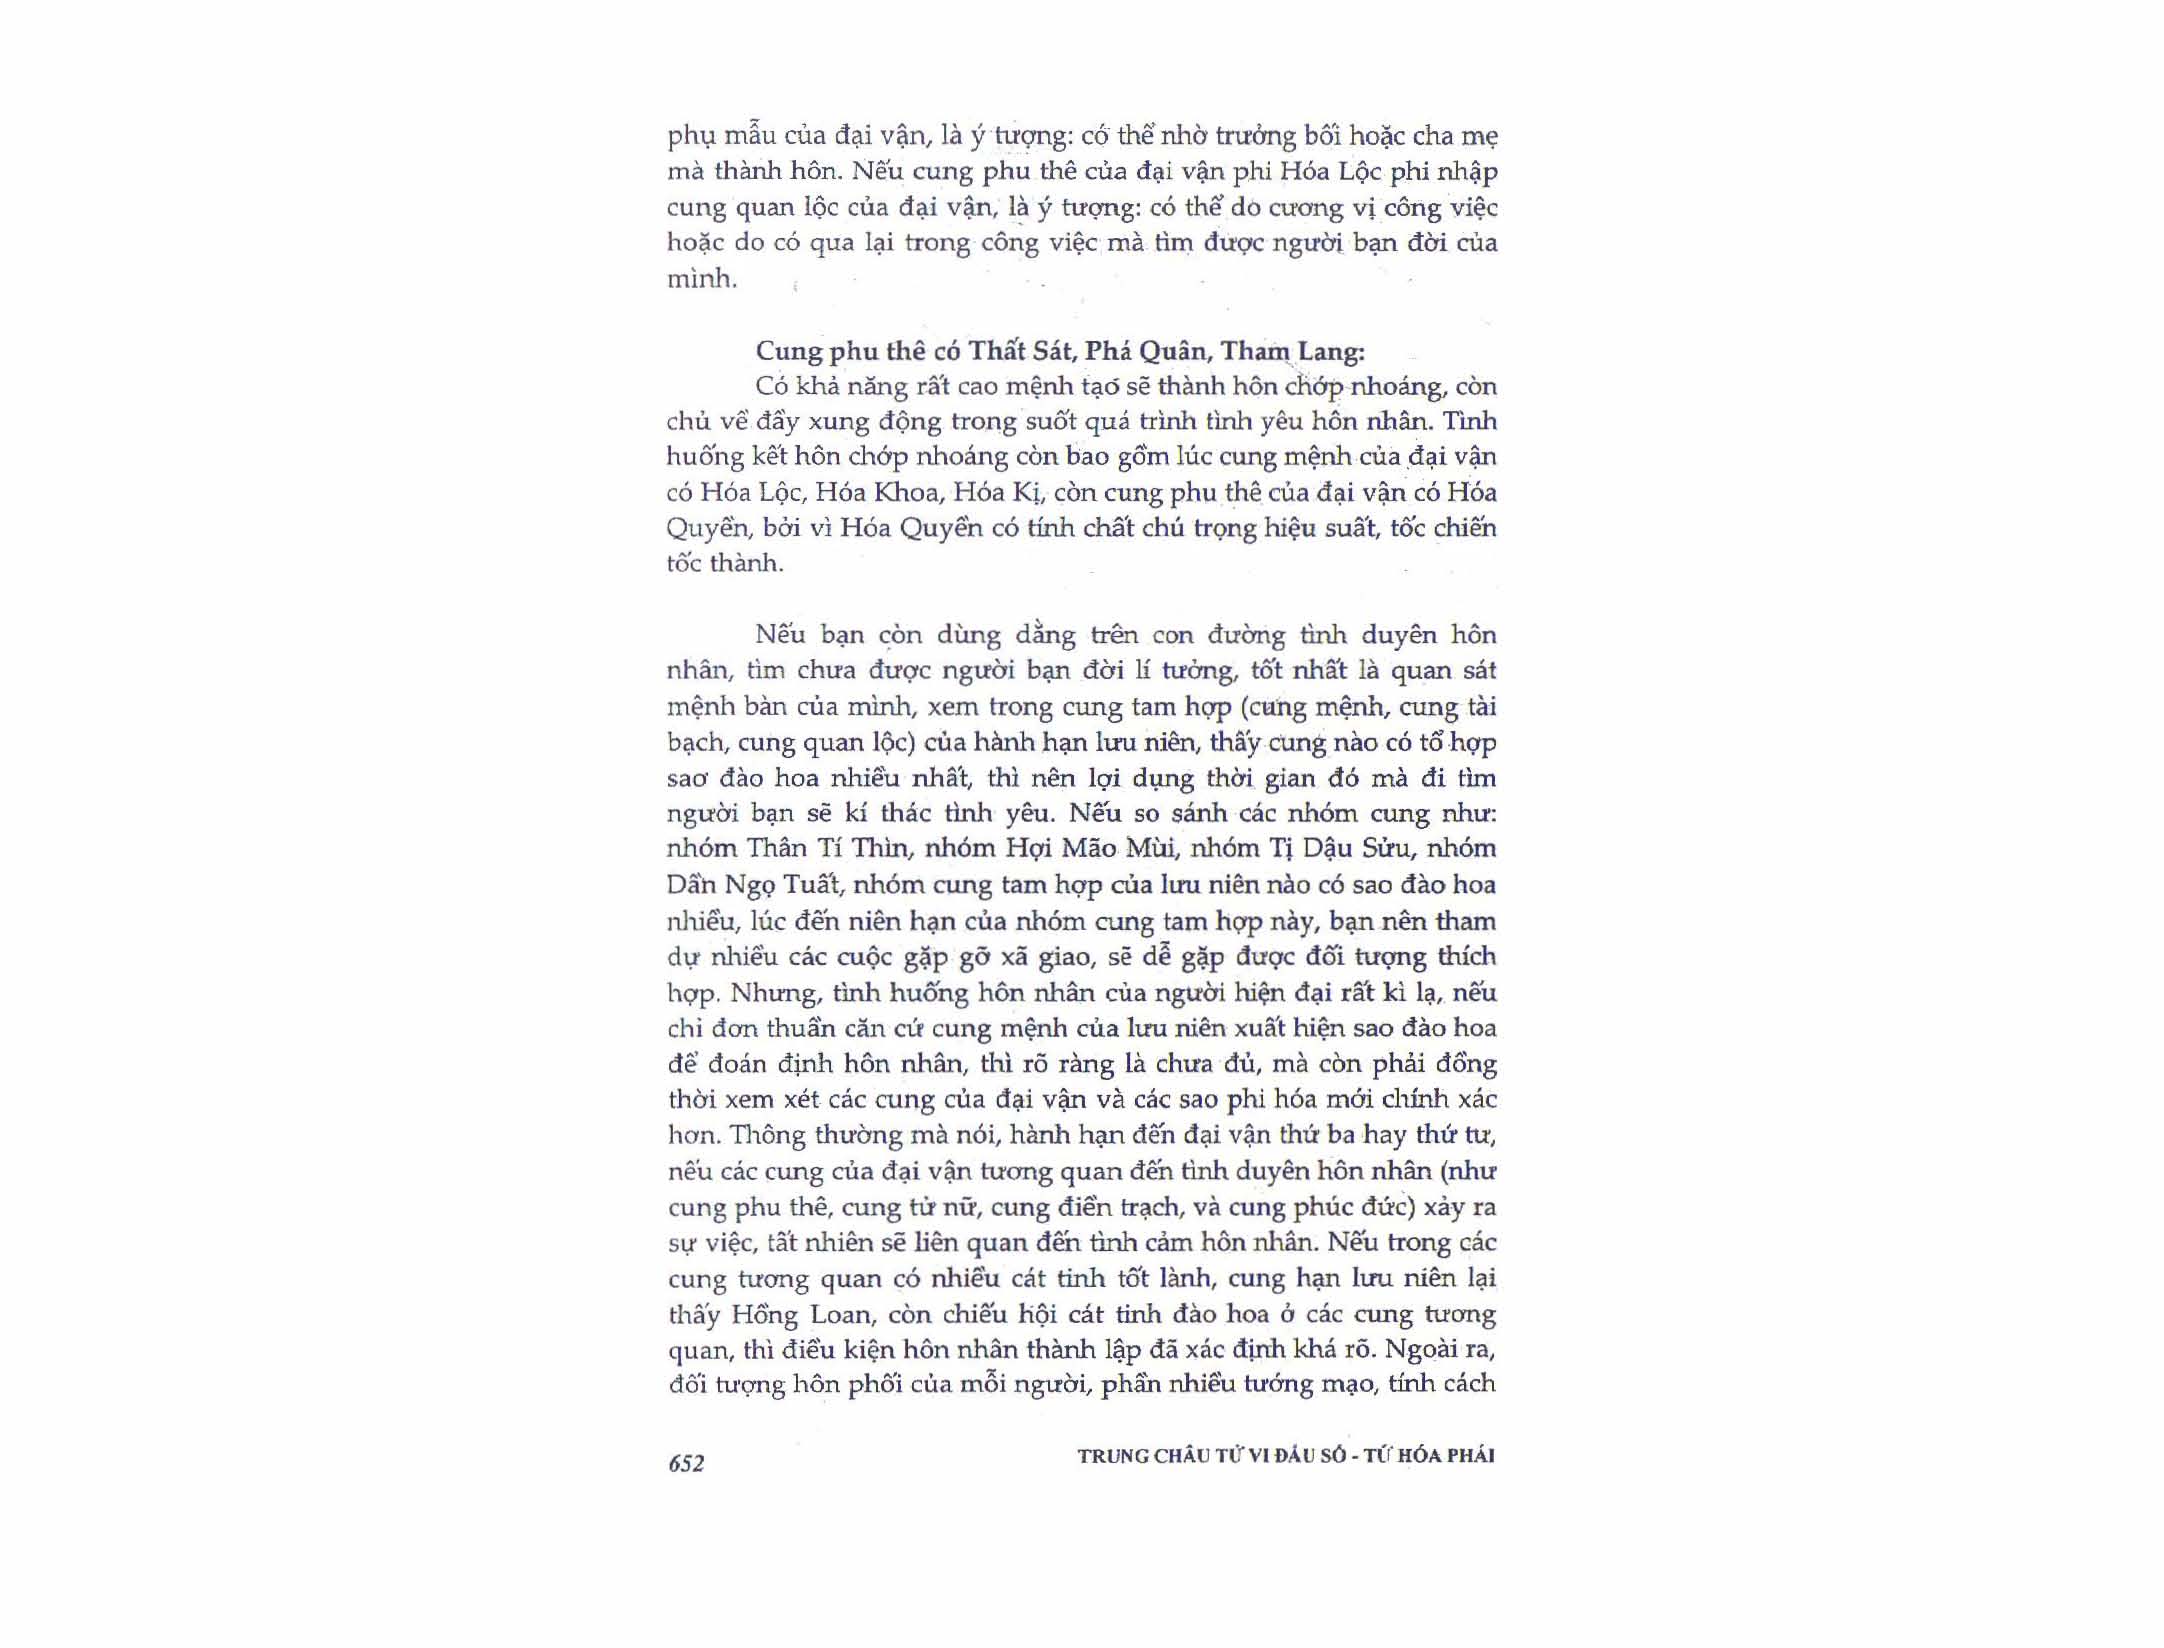 phụ mẫu của đại vận, là ý tượng: có thể nhờ trưởng bối hoặc cha mẹ
mà thành hôn. Nếu cung phu thê của đại vận phi Hóa Lộc phi nhập
cung quan lộc của đại vận, là ý tượng: có thể do cương vị công việc
hoặc do có qua lại trong công việc mà tìm được người bạn đời của
mình.
Cung phu thê có Thất Sát, Phá Quân, Tham Lang:
Có khả năng rất cao mệnh tạo sẽ thành hôn chớp nhoáng, còn
chủ về đầy xung động trong suốt quá trình tình yêu hôn nhân. Tình
huống kết hôn chớp nhoáng còn bao gồm lúc cung mệnh của đại vận
có Hóa Lộc, Hóa Khoa, Hóa Kị, còn cung phu thê của đại vận có Hóa
Quyền, bởi vì Hóa Quyền có tính chất chú trọng hiệu suất, tốc chiến
tốc thành.
Nếu bạn còn dùng dằng trên con đường tình duyên hôn
nhân, tìm chưa được người bạn đời lí tưởng, tốt nhất là quan sát
mệnh bàn của mình, xem trong cung tam hợp (cung mệnh, cung tài
bạch, cung quan lộc) của hành hạn lưu niên, thấy cung nào có tổ hợp
sao đào hoa nhiều nhất, thì nên lợi dụng thời gian đó mà đi tìm
người bạn sẽ kí thác tình yêu. Nếu so sánh các nhóm cung như:
nhóm Thân Tí Thìn, nhóm Hợi Mão Mùi, nhóm Tị Dậu Sửu, nhóm
Dần Ngọ Tuất, nhóm cung tam hợp của lưu niên nào có sao đào hoa
nhiều, lúc đến niên hạn của nhóm cung tam hợp này, bạn nên tham
dự nhiều các cuộc gặp gỡ xã giao, sẽ dễ gặp được đối tượng thích
hợp. Nhưng, tình huống hôn nhân của người hiện đại rất kì lạ, nếu
chỉ đơn thuần căn cứ cung mệnh của lưu niên xuất hiện sao đào hoa
để đoán định hôn nhân, thì rõ ràng là chưa đủ, mà còn phải đồng
thời xem xét các cung của đại vận và các sao phi hóa mới chính xác
hơn. Thông thường mà nói, hành hạn đến đại vận thứ ba hay thứ tư,
nếu các cung của đại vận tương quan đến tình duyên hôn nhân (như
cung phu thê, cung tử nữ, cung điền trạch, và cung phúc đức) xảy ra
sự việc, tất nhiên sẽ liên quan đến tình cảm hôn nhân. Nếu trong các
cung tương quan có nhiều cát tinh tốt lành, cung hạn lưu niên lại
thấy Hồng Loan, còn chiếu hội cát tinh đào hoa ở các cung tương
quan, thì điều kiện hôn nhân thành lập đã xác định khá rõ. Ngoài ra,
đối tượng hôn phối của mỗi người, phần nhiều tướng mạo, tính cách
652
TRUNG CHÂU TỬ VI ĐẨU SỐ - TỨ HÓA PHÁI